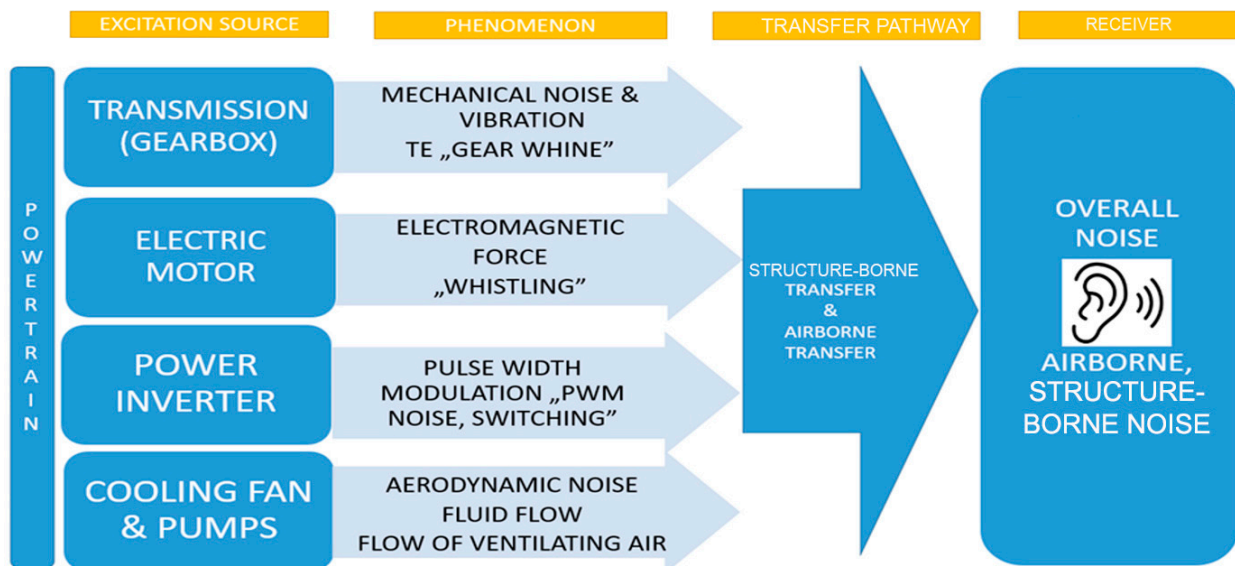 EXCITATION SOURCE
PHENOMENON
TRANSFER PATHWAY
RECEIVER
POWERTRAIN
TRANSMISSION
(GEARBOX)
MECHANICAL NOISE &
VIBRATION
TE „GEAR WHINE”
ELECTRIC
MOTOR
ELECTROMAGNETIC
FORCE
„WHISTLING”
POWER
INVERTER
PULSE WIDTH
MODULATION „PWM
NOISE, SWITCHING”
COOLING FAN
& PUMPS
AERODYNAMIC NOISE
FLUID FLOW
FLOW OF VENTILATING AIR
STRUCTURE-BORNE
TRANSFER
&
AIRBORNE
TRANSFER
OVERALL
NOISE
AIRBORNE,
STRUCTURE-
BORNE NOISE